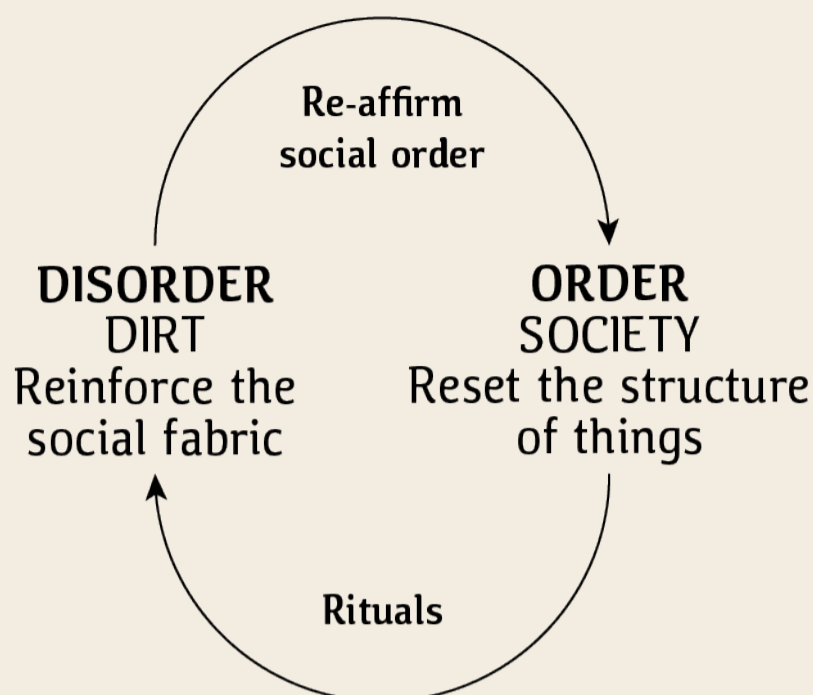 Re-affirm
social order
DISORDER
DIRT
Reinforce the
social fabric
ORDER
SOCIETY
Reset the structure
of things
Rituals